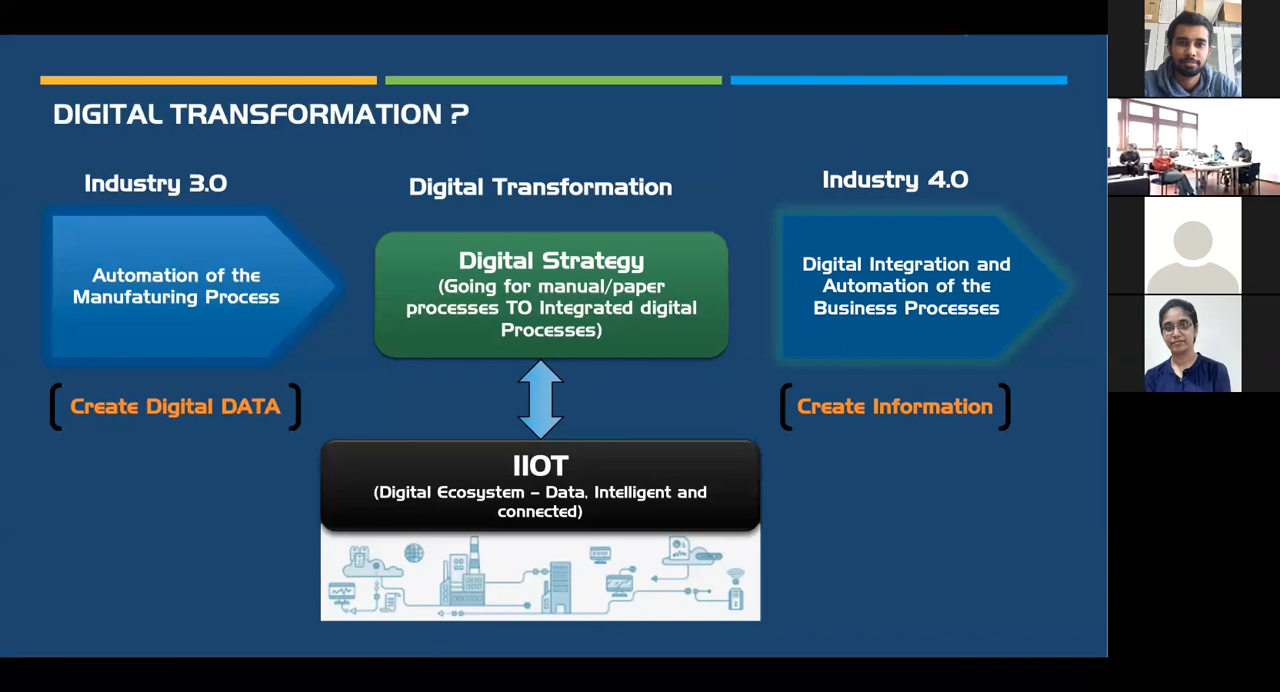 DIGITAL TRANSFORMATION ?
Industry 3.0
Automation of the
Manufaturing Process
[Create Digital DATA]
Digital Transformation
Digital Strategy
(Going for manual/paper
processes TO Integrated digital
Processes)
IIOT
(Digital Ecosystem – Data, Intelligent and
connected)
Industry 4.0
Digital Integration and
Automation of the
Business Processes
[Create Information]